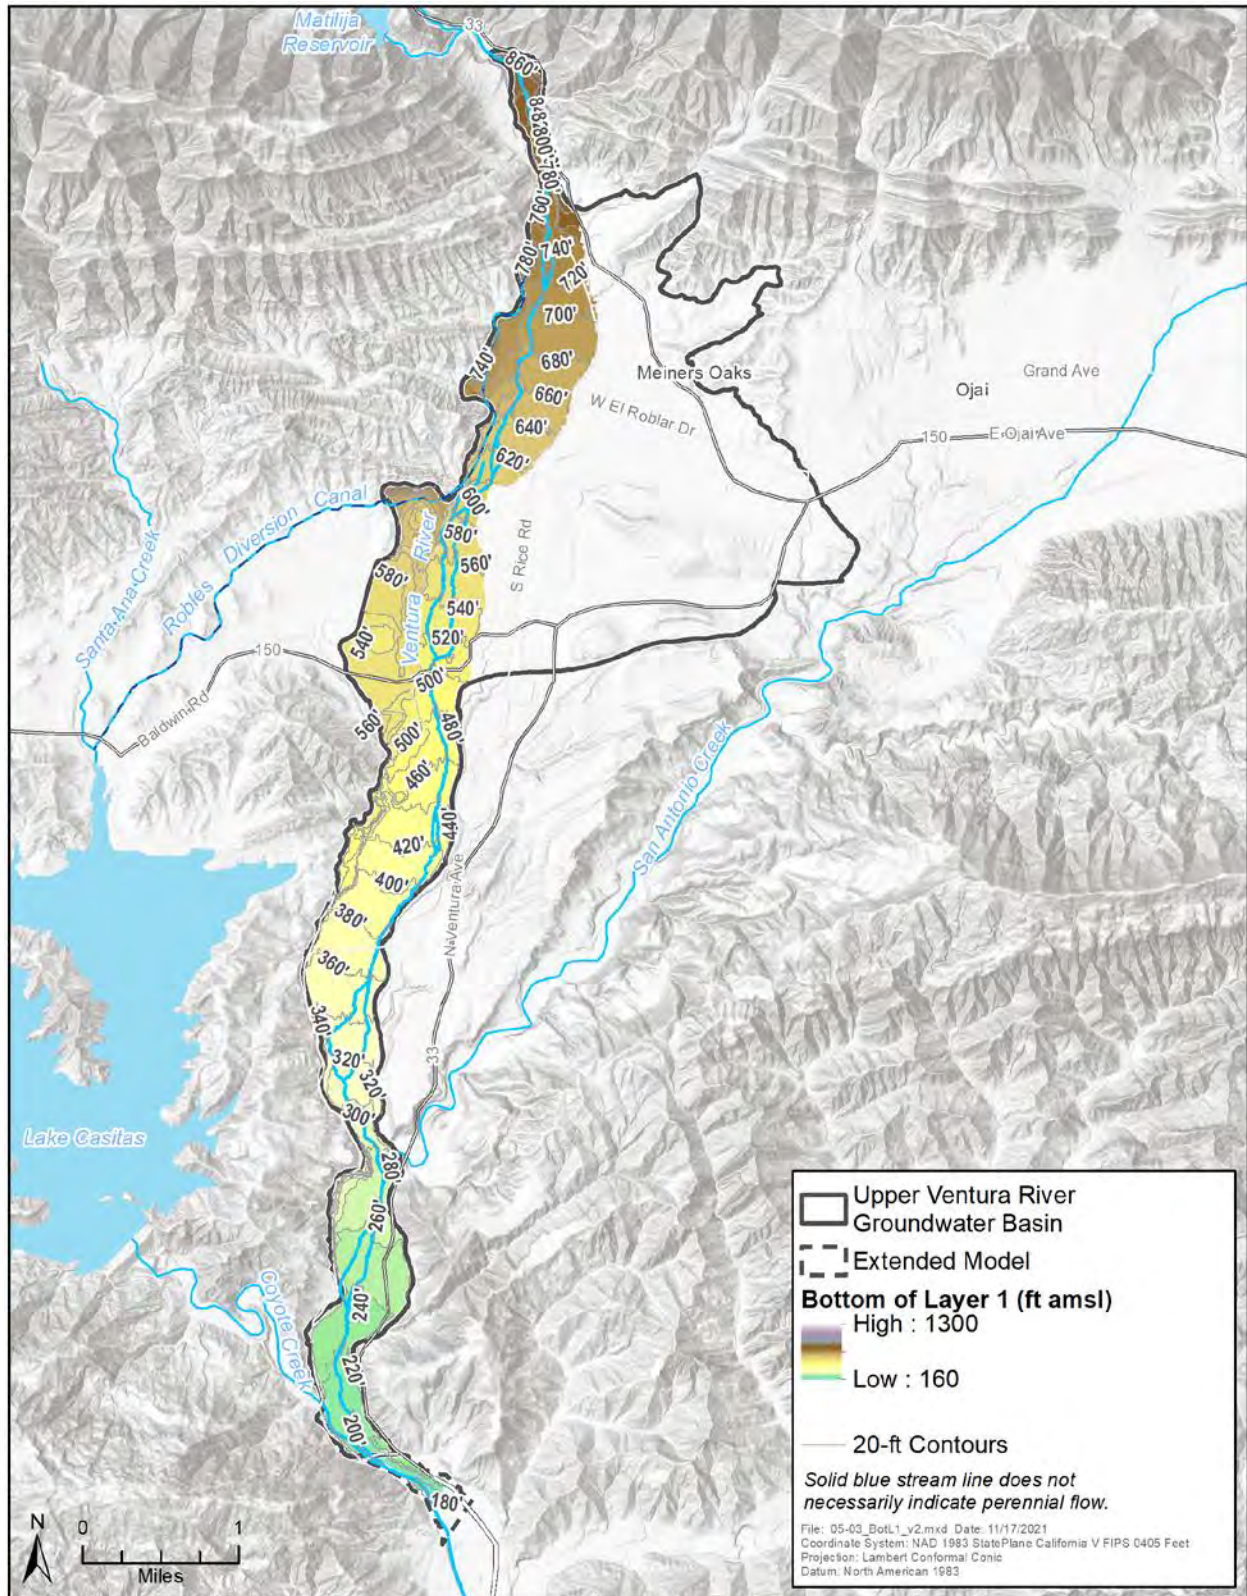 Matilija
Reservoir
33
860'
800'
780'
760'
740'
780'
720'
700'
680'
740'
660'
640'
620'
600'
580'
560'
580'
540'
520'
540'
500'
560'
480'
500'
460'
440'
420'
400'
380'
360'
340'
320'
320'
300'
280'
260'
240'
220'
200'
180'
Meiners Oaks
Ojai
Grand Ave
W El Roblar Dr
150
E Ojai Ave
Robles Diversion Canal
Ventura River
S Rice Rd
Santa Ana Creek
150
Baldwin Rd
San Antonio Creek
N Ventura Ave
33
Lake Casitas
Coyote Creek
N
0 1
Miles
Upper Ventura River
Groundwater Basin
Extended Model
Bottom of Layer 1 (ft amsl)
High : 1300
Low : 160
20-ft Contours
Solid blue stream line does not
necessarily indicate perennial flow.
File: 05-03_BotL1_v2.mxd Date: 11/17/2021
Coordinate System: NAD 1983 StatePlane California V FIPS 0405 Feet
Projection: Lambert Conformal Conic
Datum: North American 1983